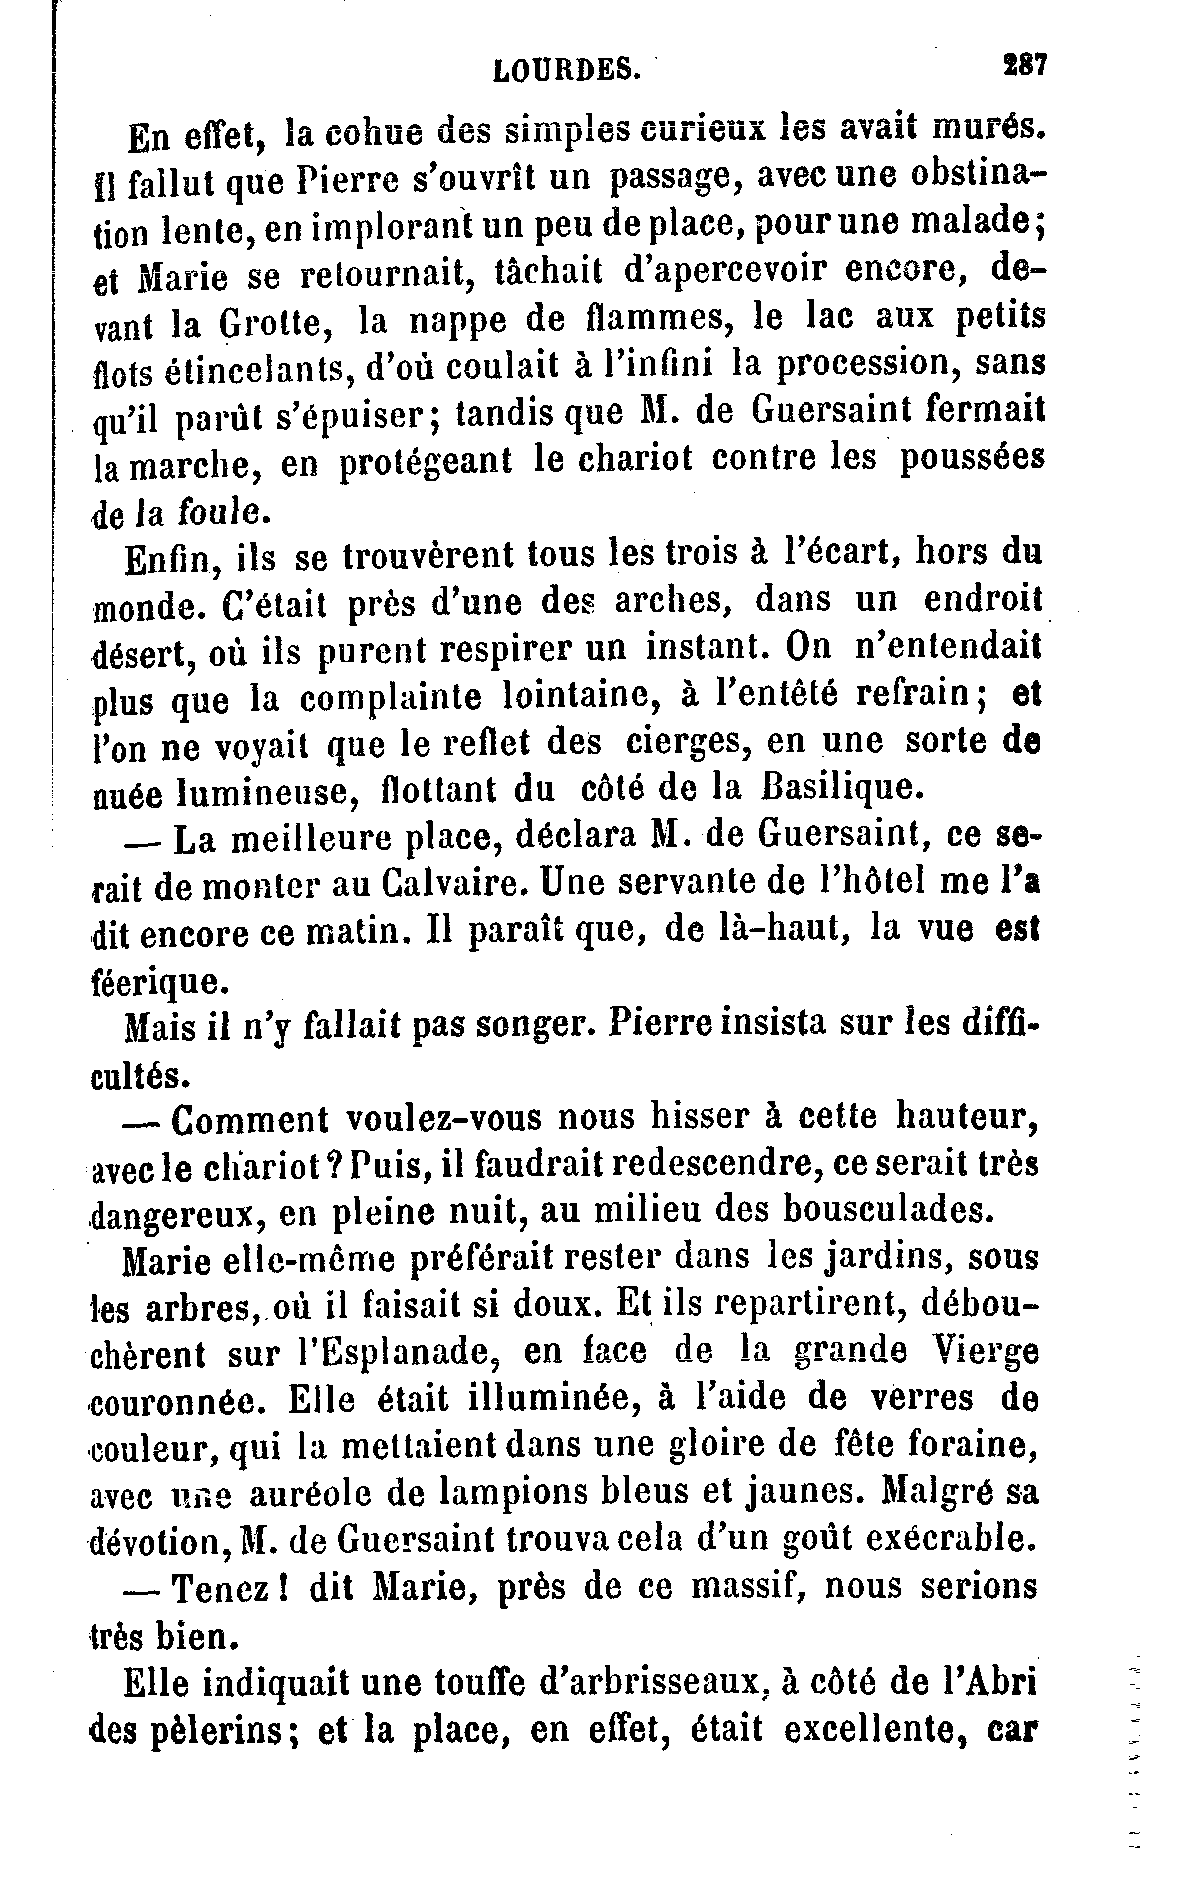 LOURDES. 287
En effet, la cohue des simples curieux les avait murés.
Il fallut que Pierre s'ouvrît un passage, avec une obstina-
tion lente, en implorant un peu de place, pour une malade;
et Marie se retournait, tâchait d'apercevoir encore, de-
vant la Grotte, la nappe de flammes, le lac aux petits
flots étincelants, d'où coulait à l'infini la procession, sans
qu'il parût s'épuiser; tandis que M. de Guersaint fermait
la marche, en protégeant le chariot contre les poussées
de la foule.
Enfin, ils se trouvèrent tous les trois à l'écart, hors du
monde. C'était près d'une des arches, dans un endroit
désert, où ils purent respirer un instant. On n'entendait
plus que la complainte lointaine, à l'entêté refrain; et
l'on ne voyait que le reflet des cierges, en une sorte de
nuée lumineuse, flottant du côté de la Basilique.
— La meilleure place, déclara M. de Guersaint, ce se-
rait de monter au Calvaire. Une servante de l'hôtel me l'a
dit encore ce matin. Il paraît que, de là-haut, la vue est
féerique.
Mais il n'y fallait pas songer. Pierre insista sur les diffi-
cultés.
— Comment voulez-vous nous hisser à cette hauteur,
avec le chariot? Puis, il faudrait redescendre, ce serait très
dangereux, en pleine nuit, au milieu des bousculades.
Marie elle-même préférait rester dans les jardins, sous
les arbres, où il faisait si doux. Et ils repartirent, débou-
chèrent sur l'Esplanade, en face de la grande Vierge
couronnée. Elle était illuminée, à l'aide de verres de
couleur, qui la mettaient dans une gloire de fête foraine,
avec une auréole de lampions bleus et jaunes. Malgré sa
dévotion, M. de Guersaint trouva cela d'un goût exécrable.
— Tenez! dit Marie, près de ce massif, nous serions
très bien.
Elle indiquait une touffe d'arbrisseaux, à côté de l'Abri
des pèlerins; et la place, en effet, était excellente, car